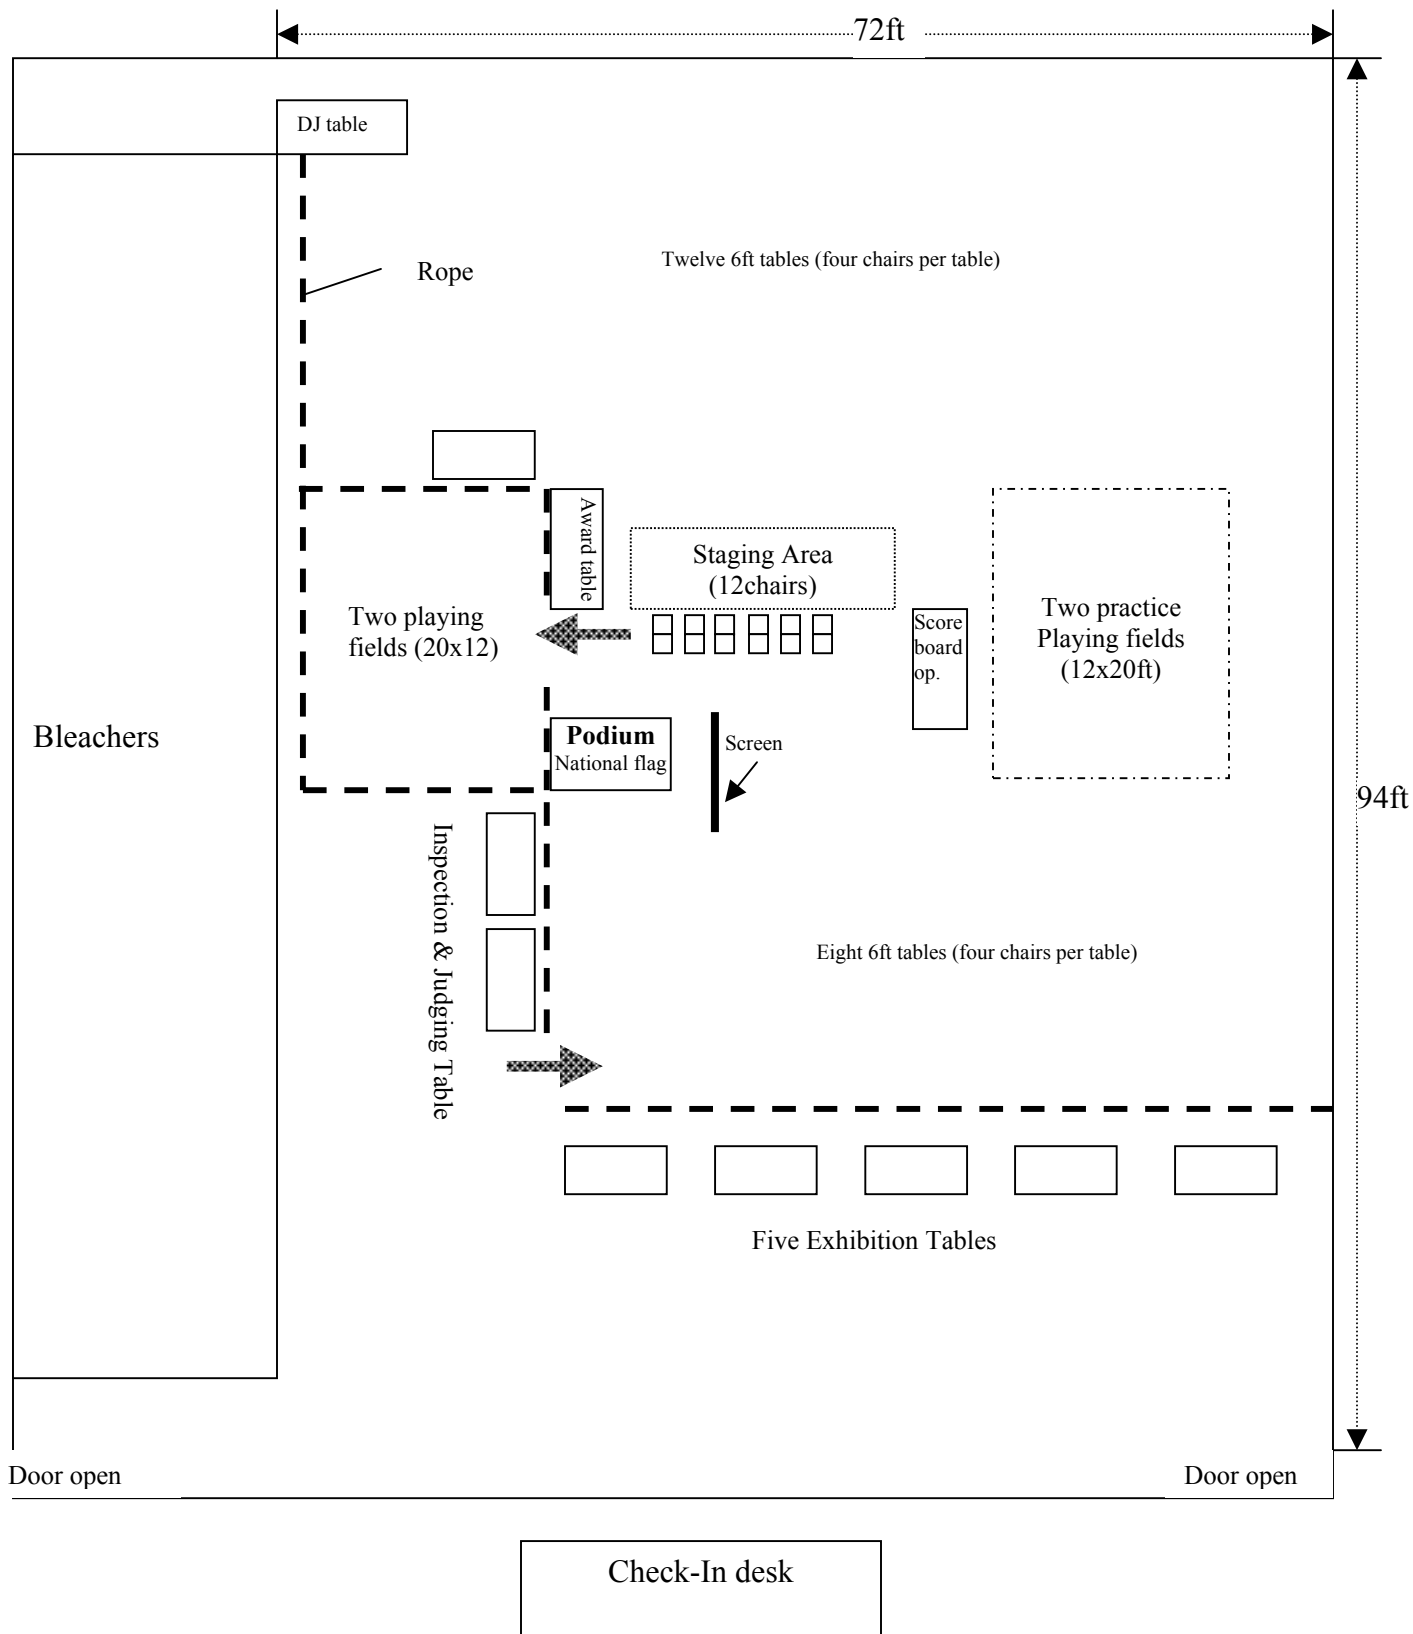 72ft
DJ table
Twelve 6ft tables (four chairs per table)
Rope
Award table
Staging Area
(12chairs)
Two playing
fields (20x12)
Score
board
op.
Two practice
Playing fields
(12x20ft)
Bleachers
Podium
National flag
Screen
94ft
Inspection & Judging Table
Eight 6ft tables (four chairs per table)
Five Exhibition Tables
Door open
Door open
Check-In desk